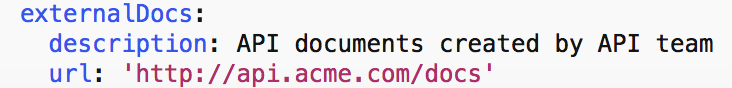 externalDocs:
  description: API documents created by API team
  url: 'http://api.acme.com/docs'